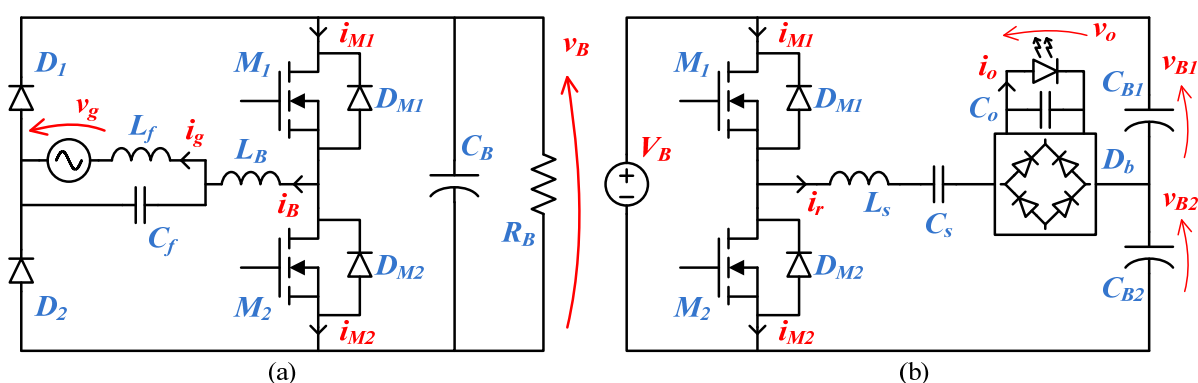 D1
vg
Lf
ig
LB
iB
Cf
D2
iM1
M1
DM1
M2
DM2
iM2
CB
RB
vB
(a)
VB
iM1
M1
DM1
M2
DM2
iM2
ir
Ls
Cs
io
vo
Co
Db
CB1
vB1
CB2
vB2
(b)